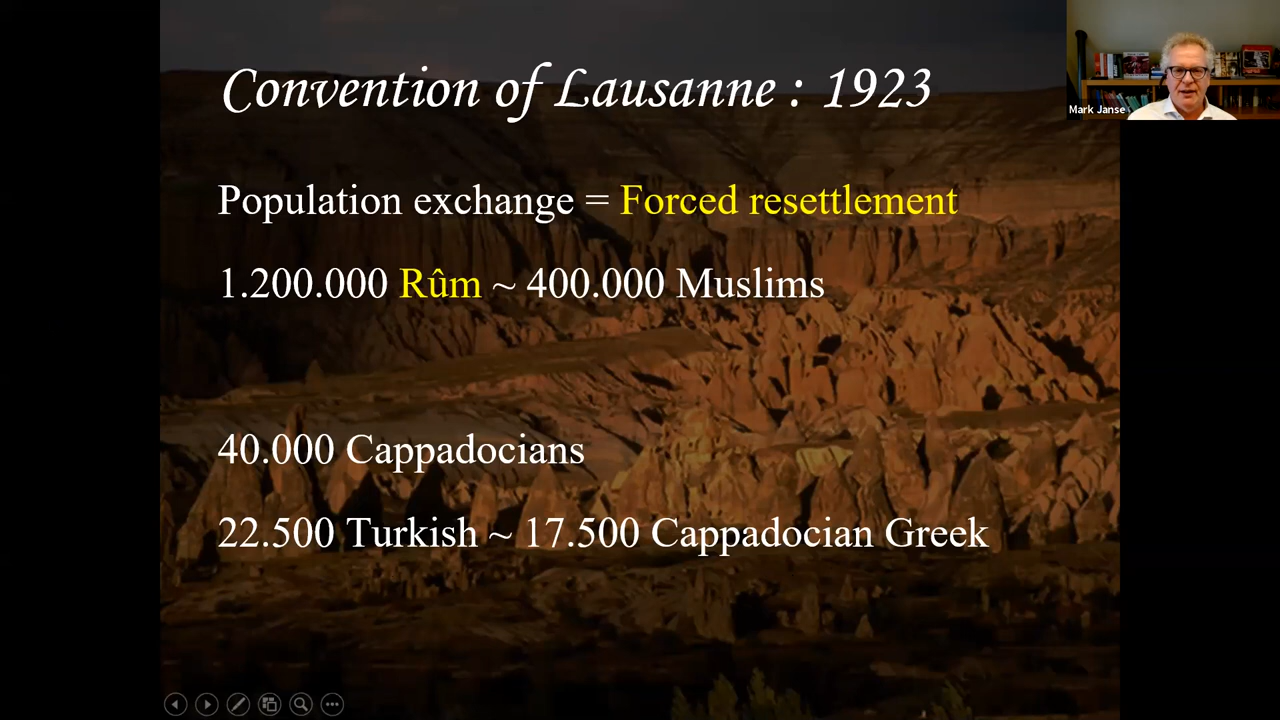 Convention of Lausanne : 1923
Mark Janse
Population exchange = Forced resettlement
1.200.000 Rûm ~ 400.000 Muslims
40.000 Cappadocians
22.500 Turkish ~ 17.500 Cappadocian Greek